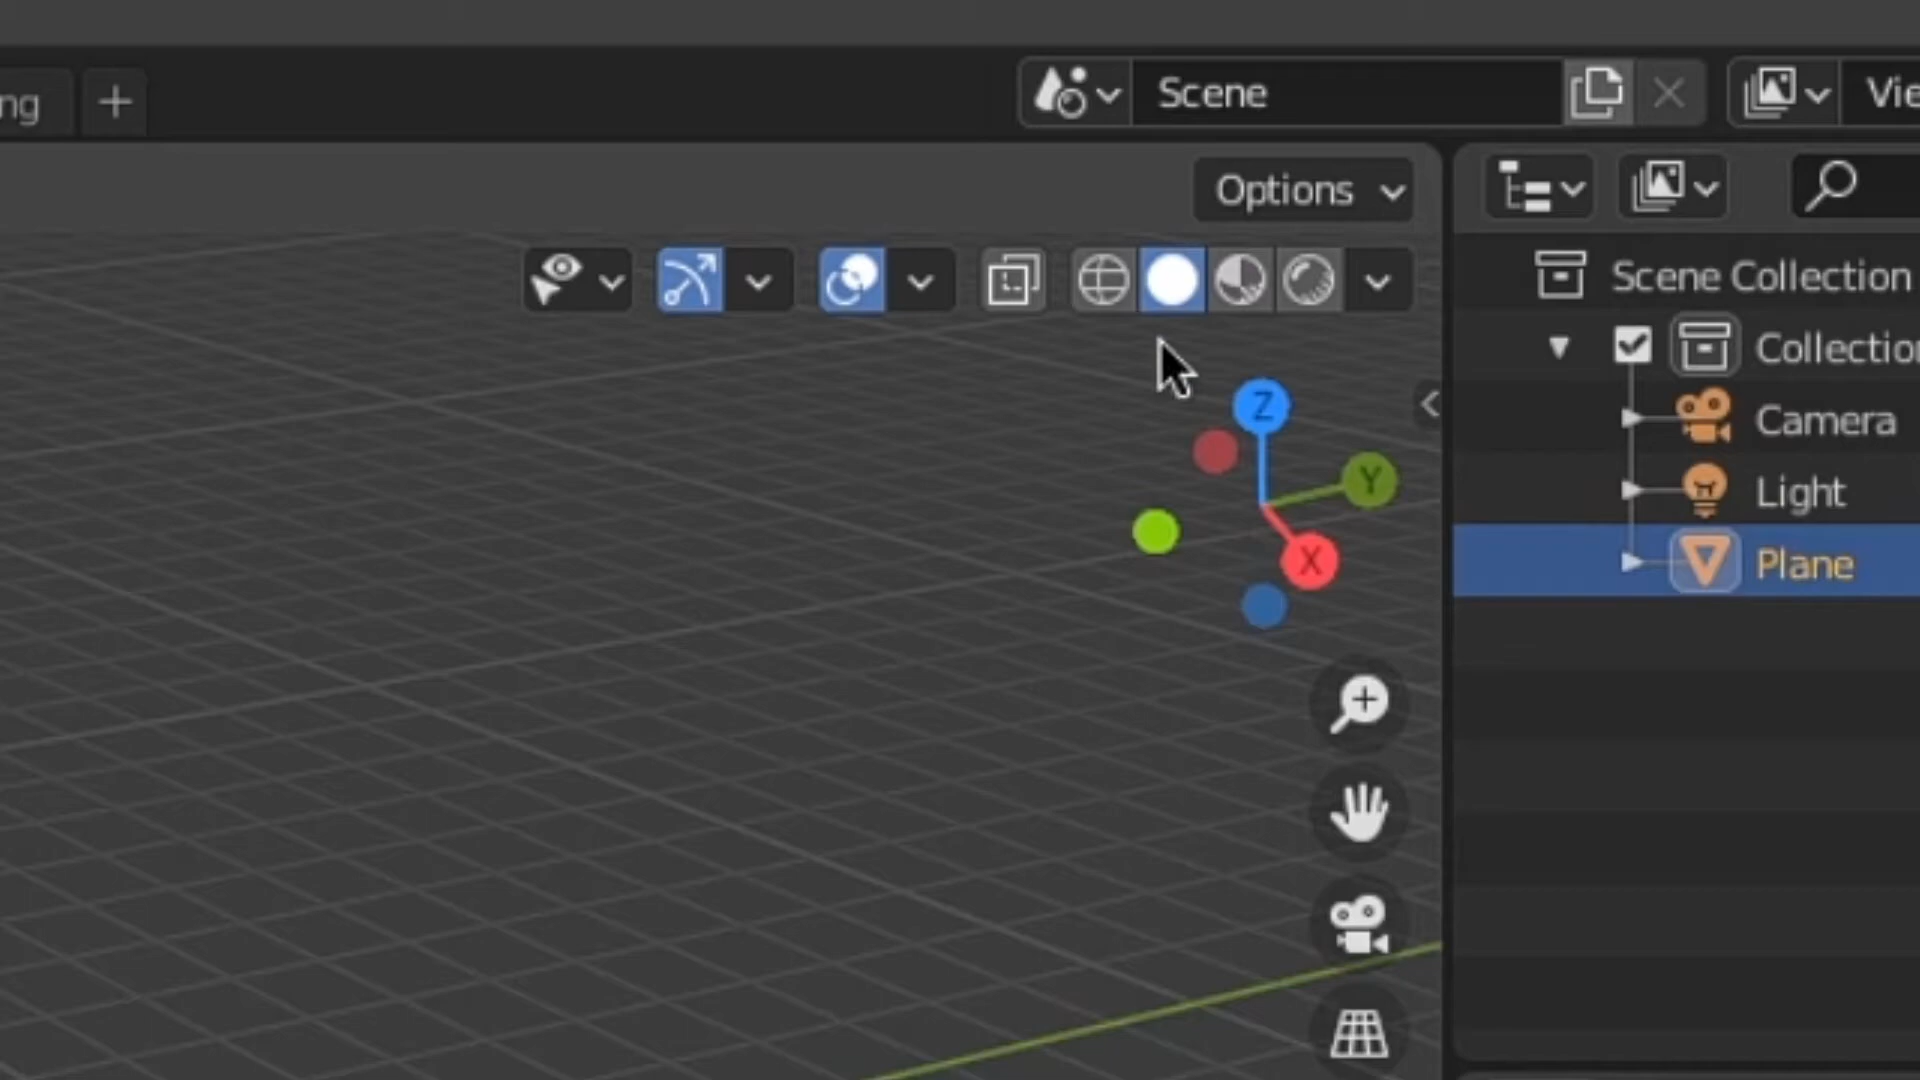 ng +
Scene
Vie
Options
Scene Collection
Collection
Camera
Light
Plane
Z
Y
X